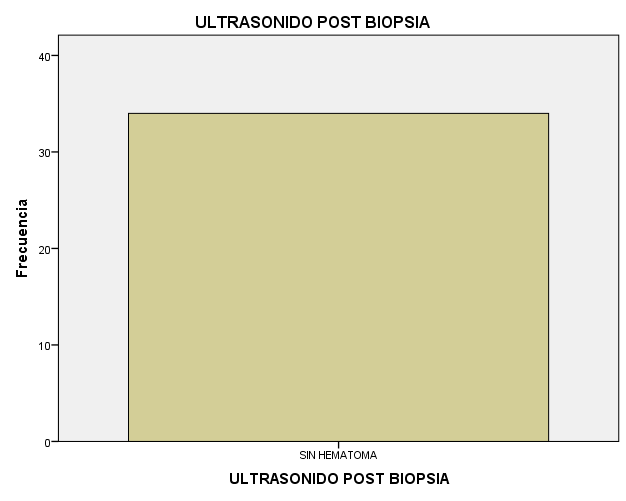 ULTRASONIDO POST BIOPSIA
40
30
20
10
0
Frecuencia
SIN HEMATOMA
ULTRASONIDO POST BIOPSIA